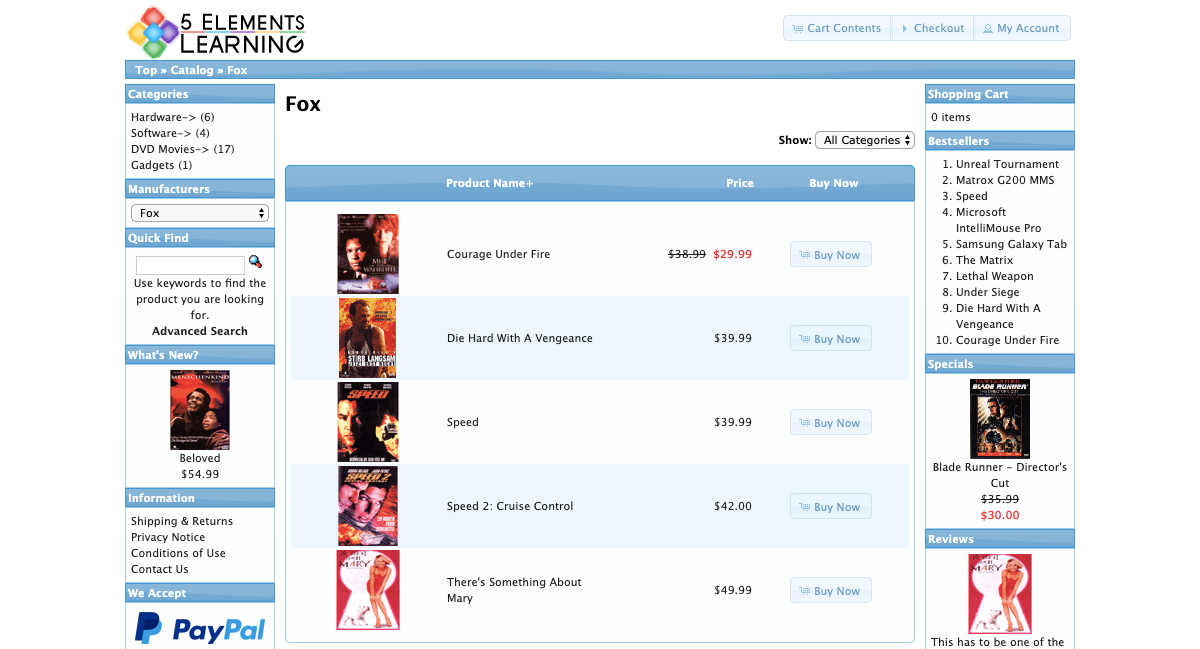 5 ELEMENTS
LEARNING
Cart Contents
Checkout
My Account
Top » Catalog » Fox
Categories
Hardware-> (6)
Software-> (4)
DVD Movies-> (17)
Gadgets (1)
Manufacturers
Fox
Quick Find
Use keywords to find the
product you are looking
for.
Advanced Search
What's New?
MENSCHENKIND
Beloved
$54.99
Information
Shipping & Returns
Privacy Notice
Conditions of Use
Contact Us
We Accept
PayPal
Fox
Show: All Categories
Product Name+ Price Buy Now
Courage Under Fire $38.99 $29.99 Buy Now
STIRB LANGSAM
JETZT ERST RECHT
Die Hard With A Vengeance $39.99 Buy Now
SPEED
Speed $39.99 Buy Now
SPEED 2
Speed 2: Cruise Control $42.00 Buy Now
MARY
There's Something About
Mary
$49.99 Buy Now
Shopping Cart
0 items
Bestsellers
1. Unreal Tournament
2. Matrox G200 MMS
3. Speed
4. Microsoft
IntelliMouse Pro
5. Samsung Galaxy Tab
6. The Matrix
7. Lethal Weapon
8. Under Siege
9. Die Hard With A
Vengeance
10. Courage Under Fire
Specials
BLADE RUNNER
Blade Runner - Director's
Cut
$35.99
$30.00
Reviews
MARY
This has to be one of the